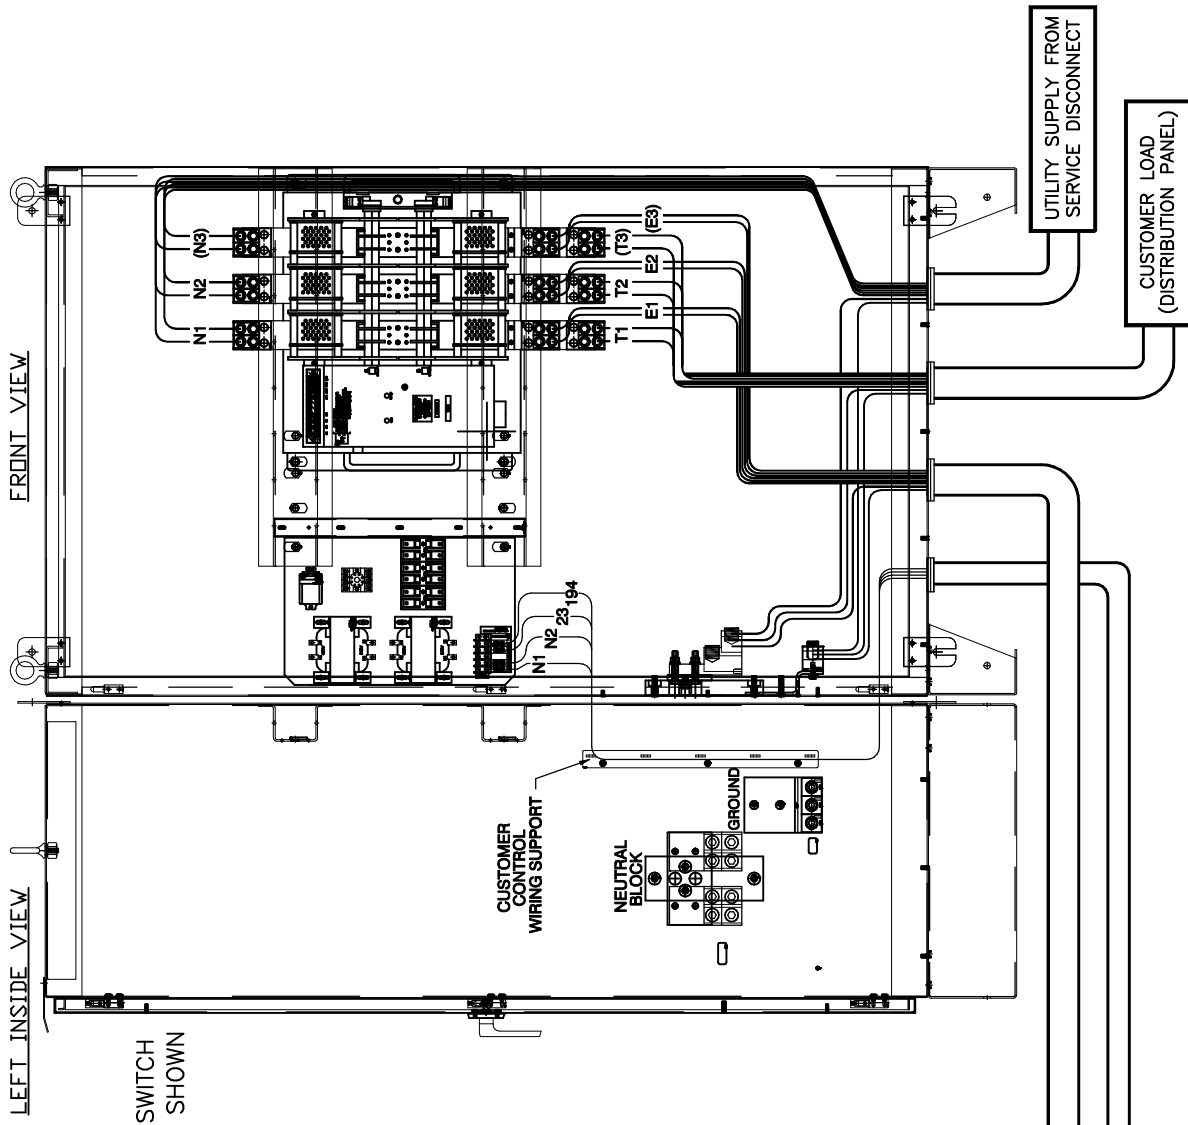 LEFT INSIDE VIEW
SWITCH
SHOWN
FRONT VIEW
N1
N2
(N3)
T1
E1
T2
E2
(T3)
(E3)
N1
N2
23
194
CUSTOMER
CONTROL
WIRING SUPPORT
NEUTRAL
BLOCK
GROUND
UTILITY SUPPLY FROM
SERVICE DISCONNECT
CUSTOMER LOAD
(DISTRIBUTION PANEL)